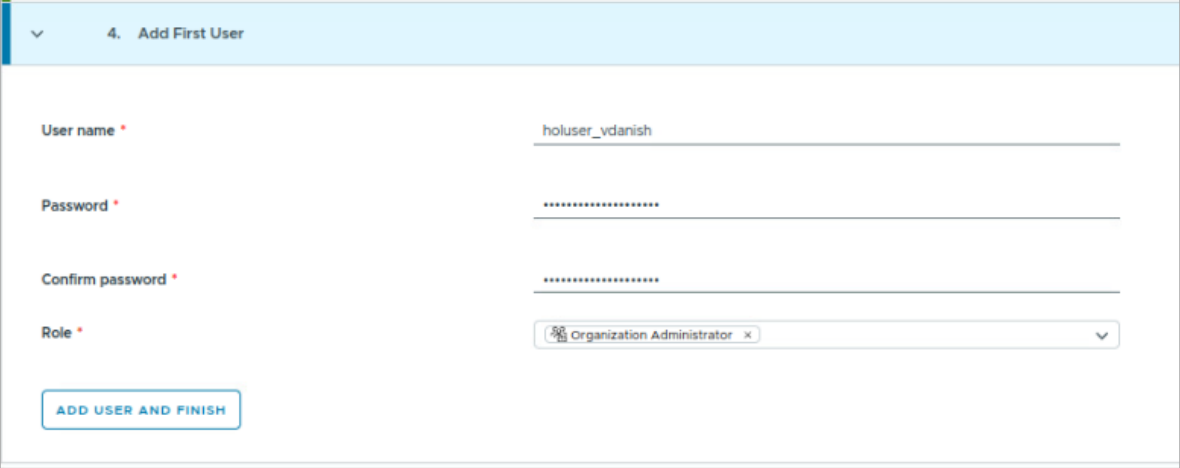 4. Add First User
User name *
holuser_vdanish
Password *
••••••••••••••••••••
Confirm password *
••••••••••••••••••••
Role *
Organization Administrator ×
ADD USER AND FINISH